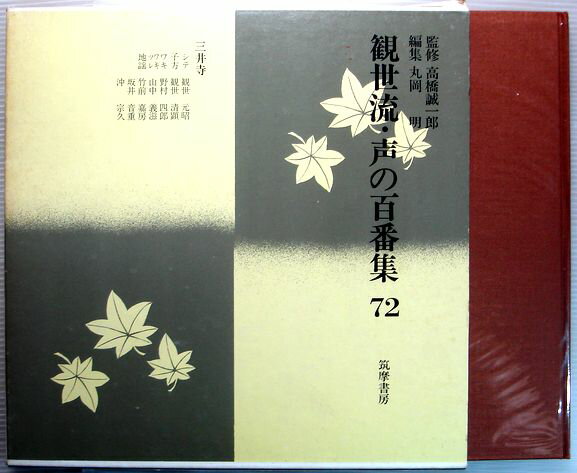 監修 高橋誠一郎
編集 丸岡 明
観世流・声の百番集 72
筑摩書房
三井寺
シテ 観世 元昭
子方 観世 清顕
ワキ 野村 四郎
ワキツレ 山中 義滋
地謡 竹前 嘉房
坂井 音重
沖 宗久